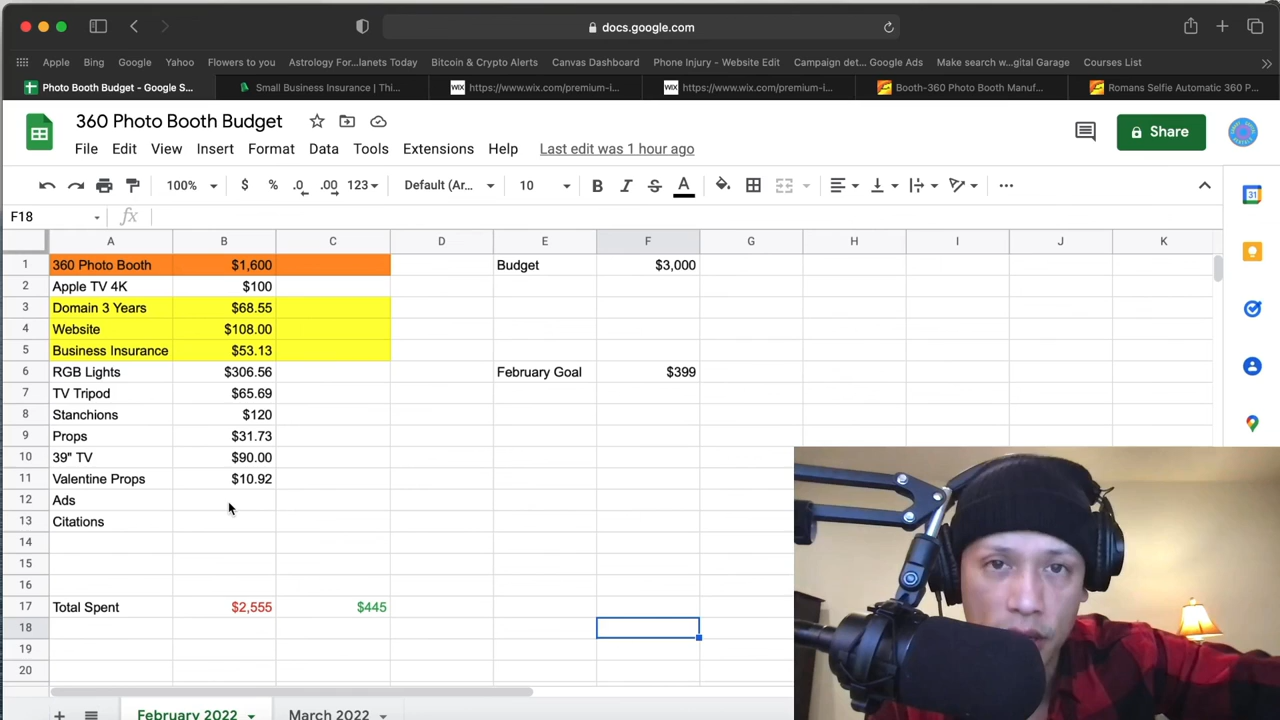 docs.google.com
Apple Bing Google Yahoo Flowers to you Astrology For...lanets Today Bitcoin & Crypto Alerts Canvas Dashboard Phone Injury - Website Edit Campaign det... Google Ads Make search w...gital Garage Courses List
Photo Booth Budget - Google S... Small Business Insurance | Thi... WIX https://www.wix.com/premium-i... WIX https://www.wix.com/premium-i... Booth-360 Photo Booth Manuf... Romans Selfie Automatic 360 P...
360 Photo Booth Budget
Share
File Edit View Insert Format Data Tools Extensions Help Last edit was 1 hour ago
100% $ % .0 .00 123 Default (Ar... 10 B I S A
31
F18 fx
A B C D E F G H I J K
1 360 Photo Booth $1,600 Budget $3,000
2 Apple TV 4K $100
3 Domain 3 Years $68.55
4 Website $108.00
5 Business Insurance $53.13
6 RGB Lights $306.56 February Goal $399
7 TV Tripod $65.69
8 Stanchions $120
9 Props $31.73
10 39" TV $90.00
11 Valentine Props $10.92
12 Ads
13 Citations
14
15
16
17 Total Spent $2,555 $445
18
19
20
February 2022 March 2022